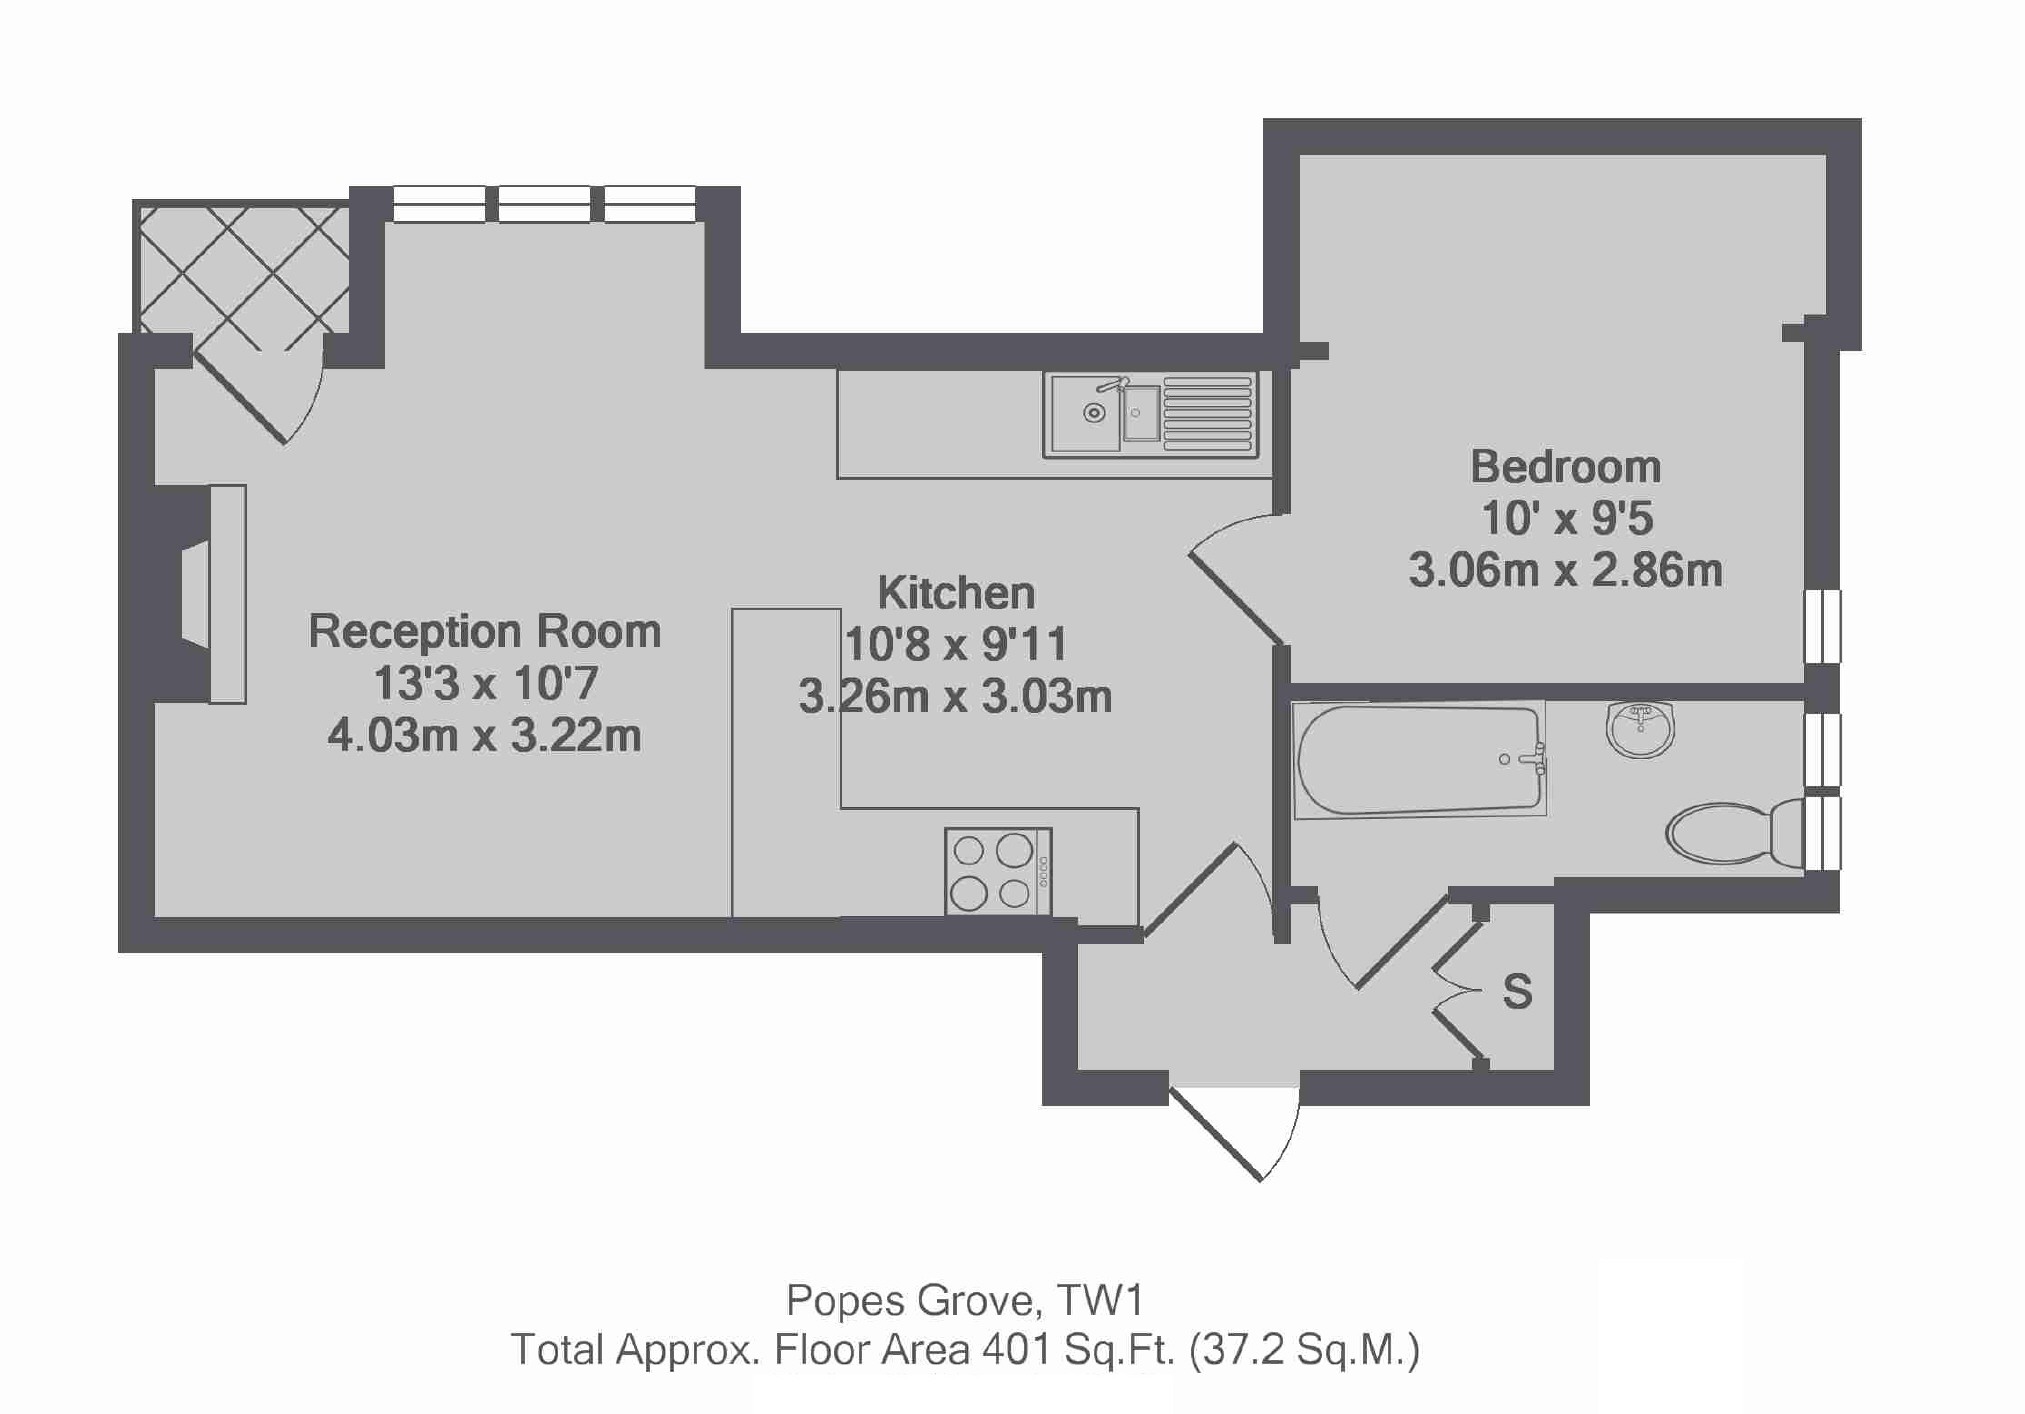 Bedroom
10' x 9'5
3.06m x 2.86m
Kitchen
10'8 x 9'11
3.26m x 3.03m
Reception Room
13'3 x 10'7
4.03m x 3.22m
S
Popes Grove, TW1
Total Approx. Floor Area 401 Sq.Ft. (37.2 Sq.M.)